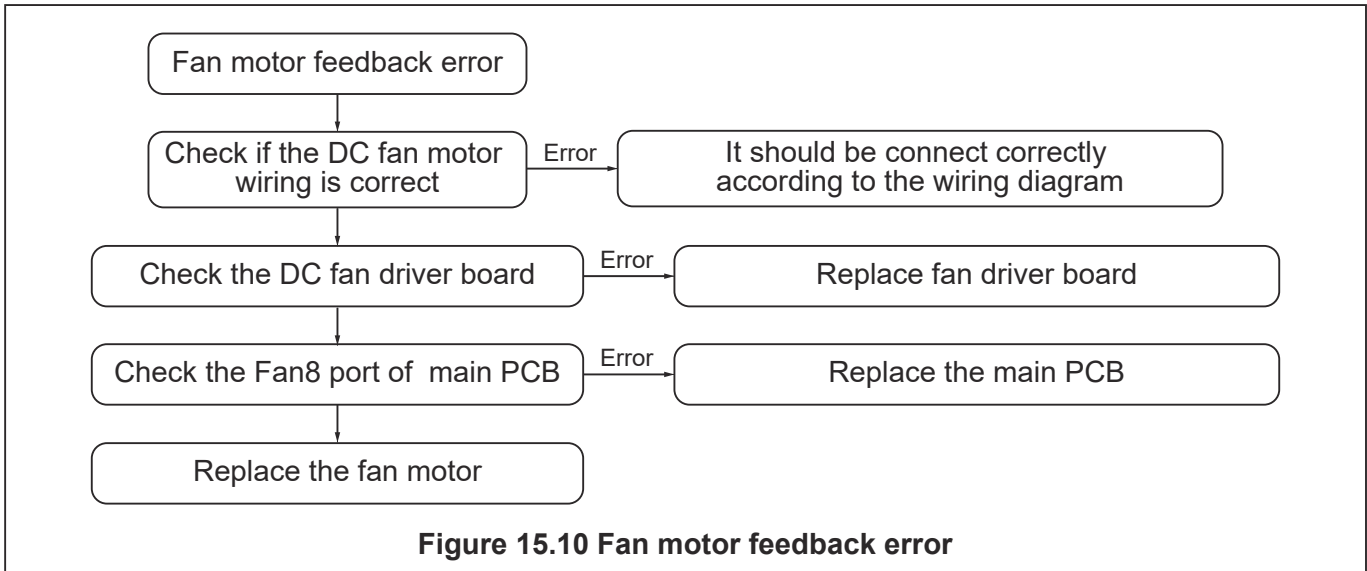 Fan motor feedback error
Check if the DC fan motor
wiring is correct
Error
It should be connect correctly
according to the wiring diagram
Check the DC fan driver board
Error
Replace fan driver board
Check the Fan8 port of  main PCB
Error
Replace the main PCB
Replace the fan motor
Figure 15.10 Fan motor feedback error